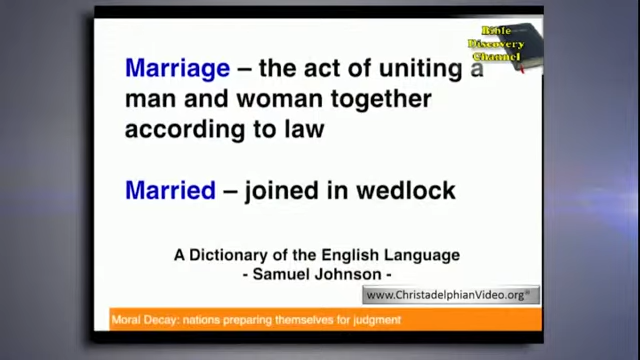 Bible
Discovery
Channel
Marriage – the act of uniting a
man and woman together
according to law
Married – joined in wedlock
A Dictionary of the English Language
- Samuel Johnson -
www.ChristadelphianVideo.org
Moral Decay: nations preparing themselves for judgment